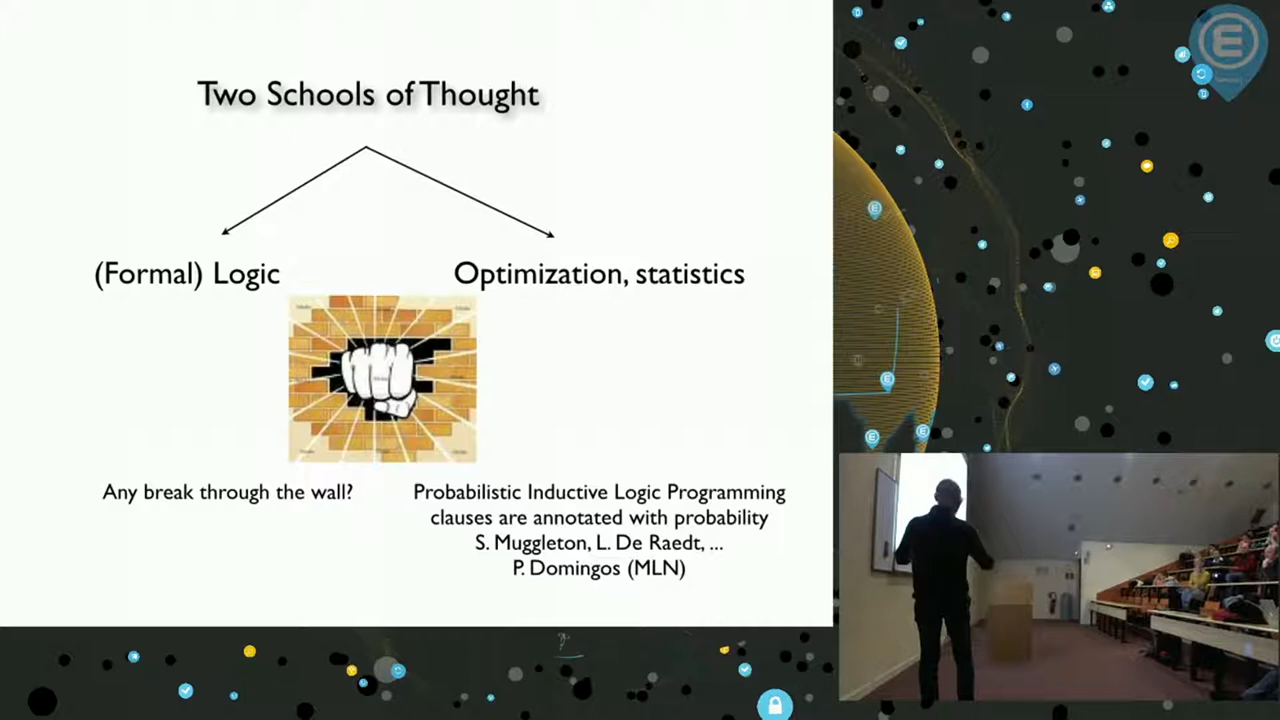 Two Schools of Thought
(Formal) Logic
Optimization, statistics
Any break through the wall?
Probabilistic Inductive Logic Programming
clauses are annotated with probability
S. Muggleton, L. De Raedt, ...
P. Domingos (MLN)